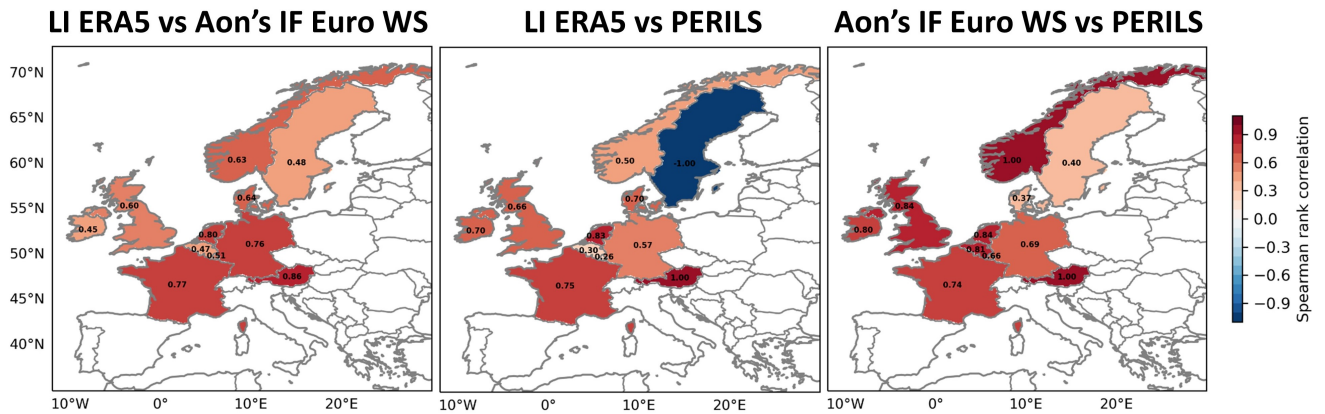 LI ERA5 vs Aon’s IF Euro WS
LI ERA5 vs PERILS
Aon’s IF Euro WS vs PERILS
70°N
65°N
60°N
55°N
50°N
45°N
40°N
10°W
0°
10°E
20°E
0.63
0.48
0.64
0.60
0.45
0.80
0.47
0.51
0.76
0.86
0.77
10°W
0°
10°E
20°E
0.50
-1.00
0.70
0.66
0.70
0.83
0.30
0.26
0.57
1.00
0.75
10°W
0°
10°E
20°E
1.00
0.40
0.37
0.84
0.80
0.84
0.81
0.66
0.69
1.00
0.74
0.9
0.6
0.3
0.0
−0.3
−0.6
−0.9
Spearman rank correlation